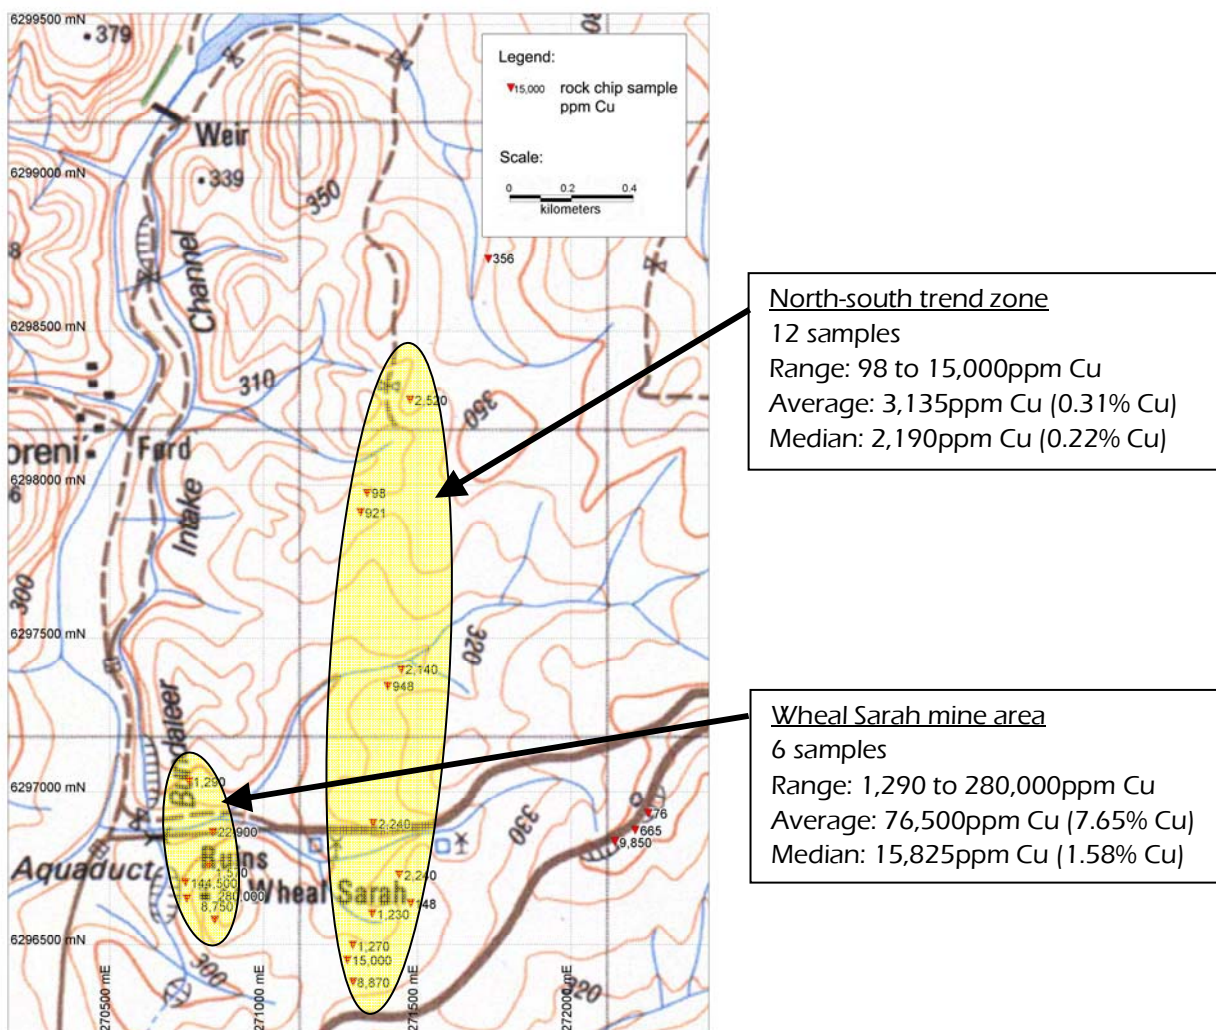 6299500 mN
379
Legend:
15,000 rock chip sample
ppm Cu
Scale:
0 0.2 0.4
kilometers
Weir
6299000 mN
339
350
Channel
356
North-south trend zone
12 samples
Range: 98 to 15,000ppm Cu
Average: 3,135ppm Cu (0.31% Cu)
Median: 2,190ppm Cu (0.22% Cu)
6298500 mN
310
2,520
350
Ford
6298000 mN
98
921
Intake
300
6297500 mN
320
2,140
948
Wheal Sarah mine area
6 samples
Range: 1,290 to 280,000ppm Cu
Average: 76,500ppm Cu (7.65% Cu)
Median: 15,825ppm Cu (1.58% Cu)
6297000 mN
1,290
22,900
2,240
330
76
665
9,850
Aquaduct
Ruins
144,500
280,000
8,750
Wheal Sarah
2,240
148
1,230
6296500 mN
1,270
15,000
8,870
300
320
270500 mE
271000 mE
271500 mE
272000 mE